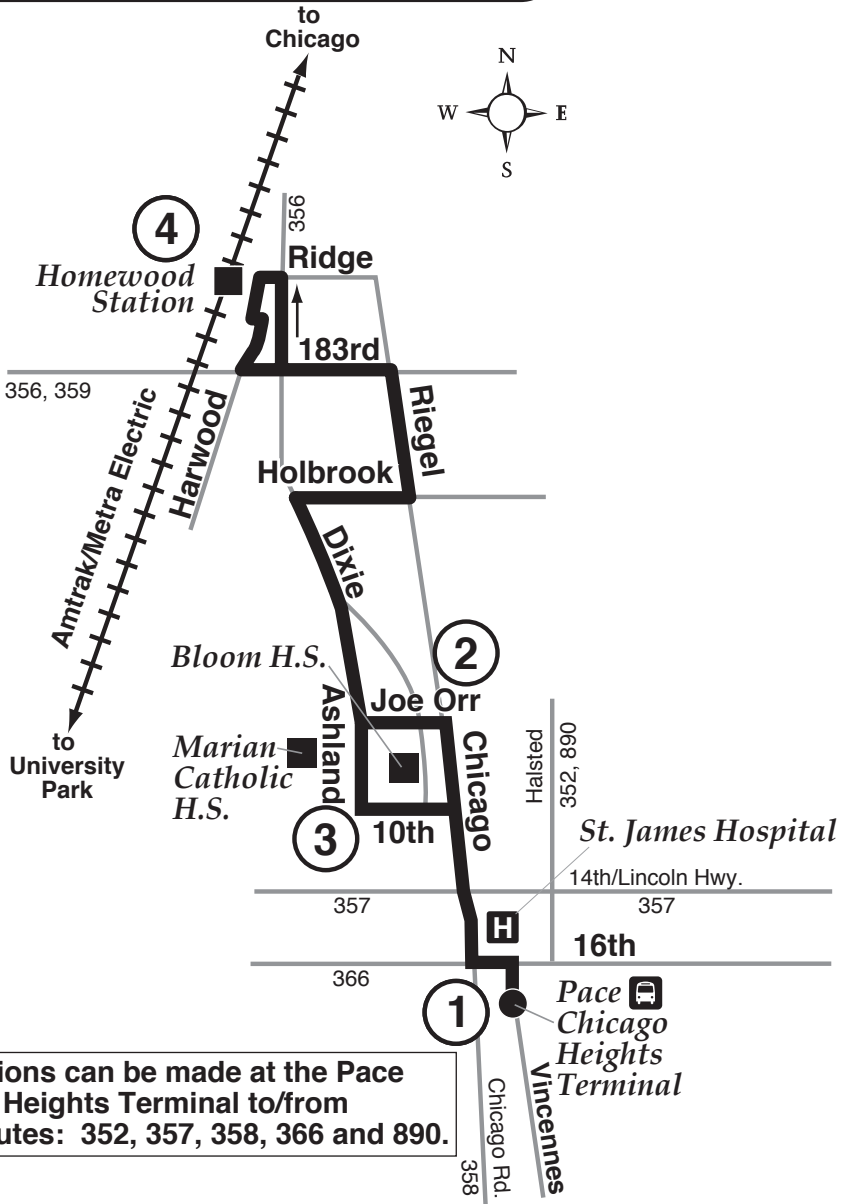 to
Chicago
N
W
E
S
4
356
Ridge
Homewood
Station
183rd
356, 359
Harwood
Riegel
Amtrak/Metra Electric
Holbrook
Dixie
2
Bloom H.S.
Joe Orr
Ashland
to
University
Park
Marian
Catholic
H.S.
Chicago
Halsted
352, 890
3
10th
St. James Hospital
14th/Lincoln Hwy.
357
357
H
16th
366
1
Pace
Chicago
Heights
Terminal
Vincennes
Chicago Rd.
358
ions can be made at the Pace
Heights Terminal to/from
utes: 352, 357, 358, 366 and 890.